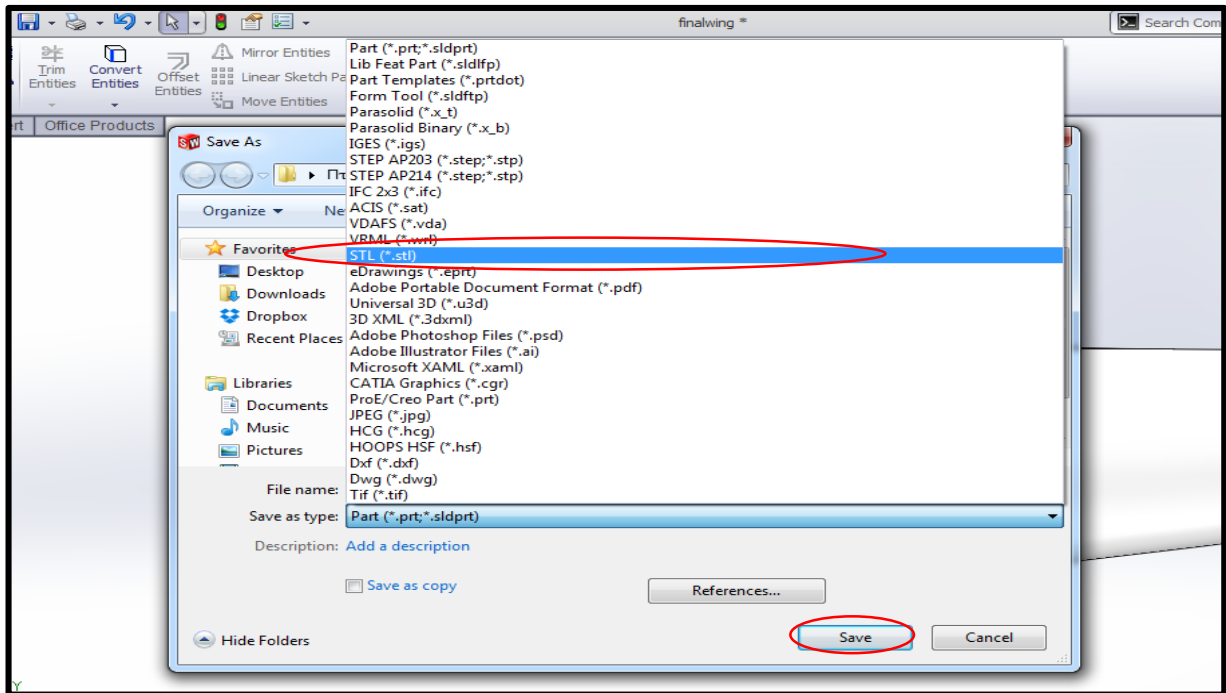 finalwing *
Search Com
Trim Entities
Convert Entities
Offset Entities
Mirror Entities
Linear Sketch Pa
Move Entities
rt
Office Products
Save As
Πτ
Organize
Ne
Favorites
Desktop
Downloads
Dropbox
Recent Places
Libraries
Documents
Music
Pictures
Part (*.prt;*.sldprt)
Lib Feat Part (*.sldlfp)
Part Templates (*.prtdot)
Form Tool (*.sldftp)
Parasolid (*.x_t)
Parasolid Binary (*.x_b)
IGES (*.igs)
STEP AP203 (*.step;*.stp)
STEP AP214 (*.step;*.stp)
IFC 2x3 (*.ifc)
ACIS (*.sat)
VDAFS (*.vda)
VRML (*.wrl)
STL (*.stl)
eDrawings (*.eprt)
Adobe Portable Document Format (*.pdf)
Universal 3D (*.u3d)
3D XML (*.3dxml)
Adobe Photoshop Files (*.psd)
Adobe Illustrator Files (*.ai)
Microsoft XAML (*.xaml)
CATIA Graphics (*.cgr)
ProE/Creo Part (*.prt)
JPEG (*.jpg)
HCG (*.hcg)
HOOPS HSF (*.hsf)
Dxf (*.dxf)
Dwg (*.dwg)
Tif (*.tif)
File name:
Save as type: Part (*.prt;*.sldprt)
Description: Add a description
Save as copy
References...
Hide Folders
Save
Cancel
Y